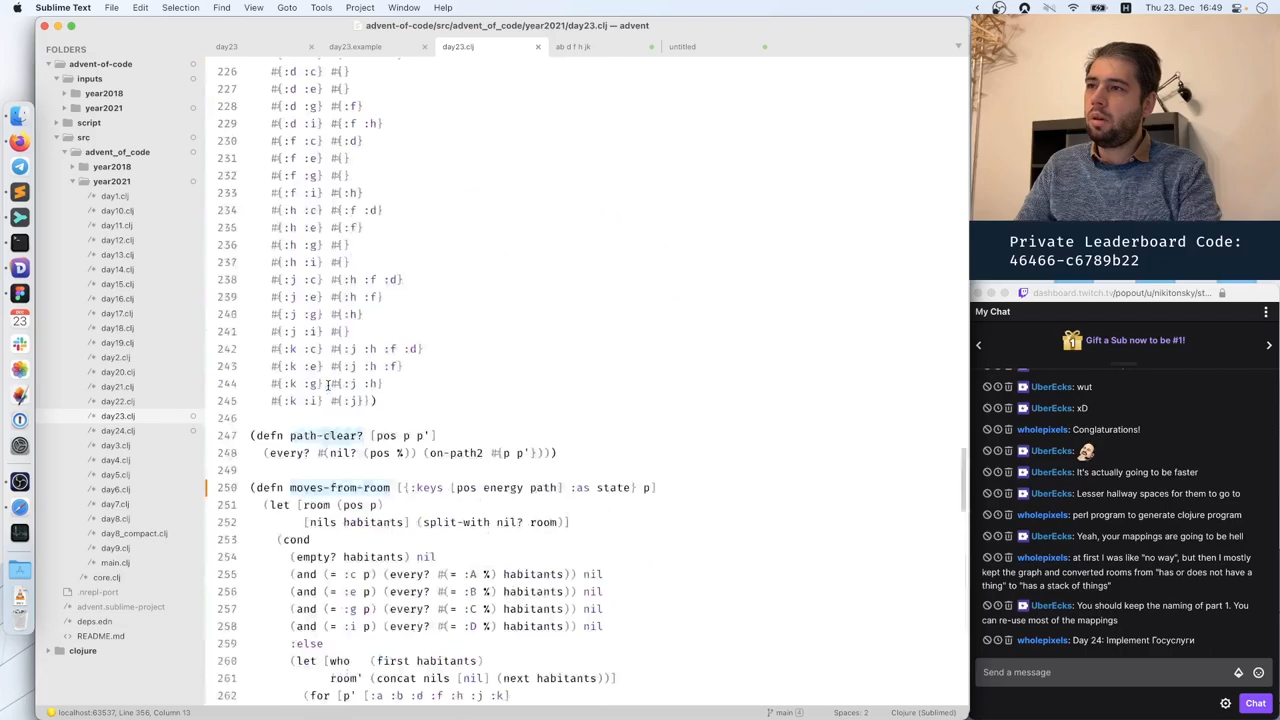 Sublime Text File Edit Selection Find View Goto Tools Project Window Help
Thu 23. Dec 16:49
advent-of-code/src/advent_of_code/year2021/day23.clj — advent
FOLDERS
advent-of-code
inputs
year2018
year2021
script
src
advent_of_code
year2018
year2021
day1.clj
day10.clj
day11.clj
day12.clj
day13.clj
day14.clj
day15.clj
day16.clj
day17.clj
day18.clj
day19.clj
day2.clj
day20.clj
day21.clj
day22.clj
day23.clj
day24.clj
day3.clj
day4.clj
day5.clj
day6.clj
day7.clj
day8.clj
day8_compact.clj
day9.clj
main.clj
core.clj
.nrepl-port
advent.sublime-project
deps.edn
README.md
clojure
day23 day23.example day23.clj ab d f h jk untitled
226 #{:d :c} #{}
227 #{:d :e} #{}
228 #{:d :g} #{:f}
229 #{:d :i} #{:f :h}
230 #{:f :c} #{:d}
231 #{:f :e} #{}
232 #{:f :g} #{}
233 #{:f :i} #{:h}
234 #{:h :c} #{:f :d}
235 #{:h :e} #{:f}
236 #{:h :g} #{}
237 #{:h :i} #{}
238 #{:j :c} #{:h :f :d}
239 #{:j :e} #{:h :f}
240 #{:j :g} #{:h}
241 #{:j :i} #{}
242 #{:k :c} #{:j :h :f :d}
243 #{:k :e} #{:j :h :f}
244 #{:k :g} #{:j :h}
245 #{:k :i} #{:j}})
246
247 (defn path-clear? [pos p p']
248 (every? #(nil? (pos %)) (on-path2 #{p p'})))
249
250 (defn moves-from-room [{:keys [pos energy path] :as state} p]
251 (let [room (pos p)
252 [nils habitants] (split-with nil? room)]
253 (cond
254 (empty? habitants) nil
255 (and (= :c p) (every? #(= :A %) habitants)) nil
256 (and (= :e p) (every? #(= :B %) habitants)) nil
257 (and (= :g p) (every? #(= :C %) habitants)) nil
258 (and (= :i p) (every? #(= :D %) habitants)) nil
259 :else
260 (let [who (first habitants)
261 room' (concat nils [nil] (next habitants))]
262 (for [p' [:a :b :d :f :h :j :k]
localhost:63537, Line 356, Column 13
main 4
Spaces: 2
Clojure (Sublimed)
Private Leaderboard Code:
46466-c6789b22
dashboard.twitch.tv/popout/u/nikitonsky/st...
My Chat
1
Gift a Sub now to be #1!
UberEcks: wut
UberEcks: xD
wholepixels: Conglaturations!
UberEcks:
UberEcks: It's actually going to be faster
UberEcks: Lesser hallway spaces for them to go to
wholepixels: perl program to generate clojure program
UberEcks: Yeah, your mappings are going to be hell
wholepixels: at first I was like "no way", but then I mostly
kept the graph and converted rooms from "has or does not have a
thing" to "has a stack of things"
UberEcks: You should keep the naming of part 1. You
can re-use most of the mappings
wholepixels: Day 24: Implement Госуслуги
Send a message
Chat